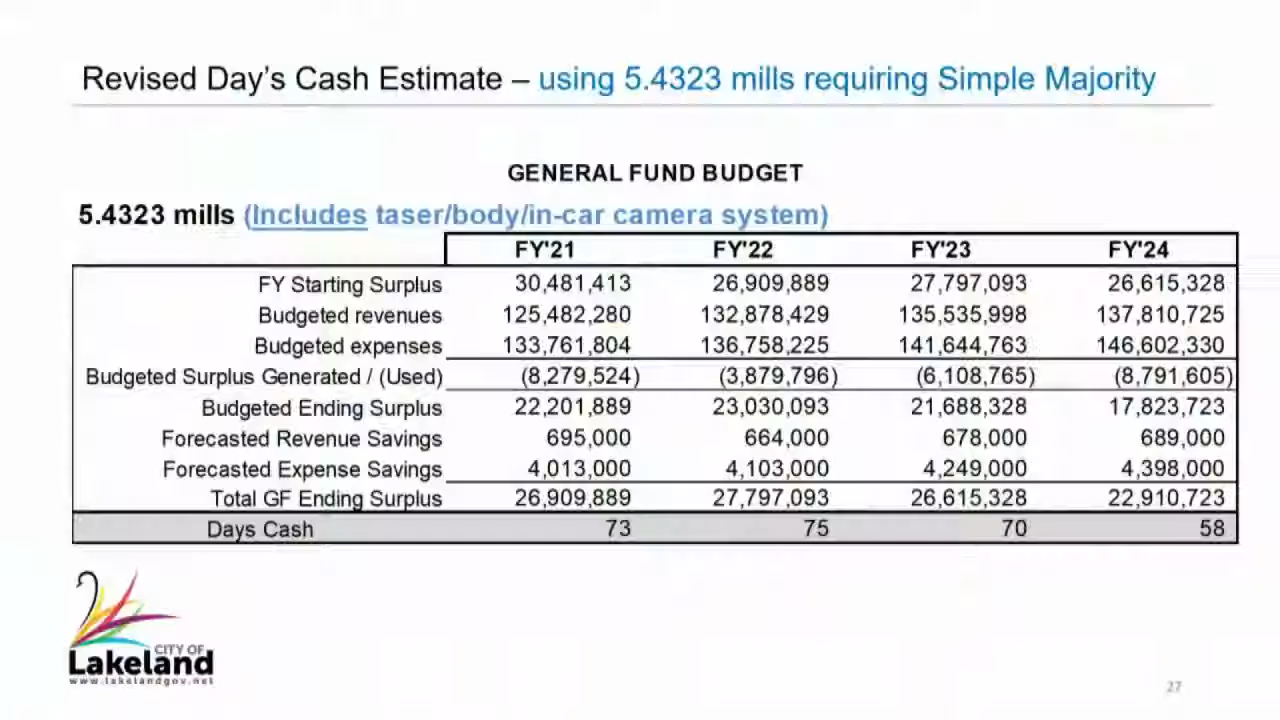 Revised Day's Cash Estimate – using 5.4323 mills requiring Simple Majority
GENERAL FUND BUDGET
5.4323 mills (Includes taser/body/in-car camera system)
FY'21 FY'22 FY'23 FY'24
FY Starting Surplus 30,481,413 26,909,889 27,797,093 26,615,328
Budgeted revenues 125,482,280 132,878,429 135,535,998 137,810,725
Budgeted expenses 133,761,804 136,758,225 141,644,763 146,602,330
Budgeted Surplus Generated / (Used) (8,279,524) (3,879,796) (6,108,765) (8,791,605)
Budgeted Ending Surplus 22,201,889 23,030,093 21,688,328 17,823,723
Forecasted Revenue Savings 695,000 664,000 678,000 689,000
Forecasted Expense Savings 4,013,000 4,103,000 4,249,000 4,398,000
Total GF Ending Surplus 26,909,889 27,797,093 26,615,328 22,910,723
Days Cash 73 75 70 58
CITY OF
Lakeland
www.lakelandgov.net
27